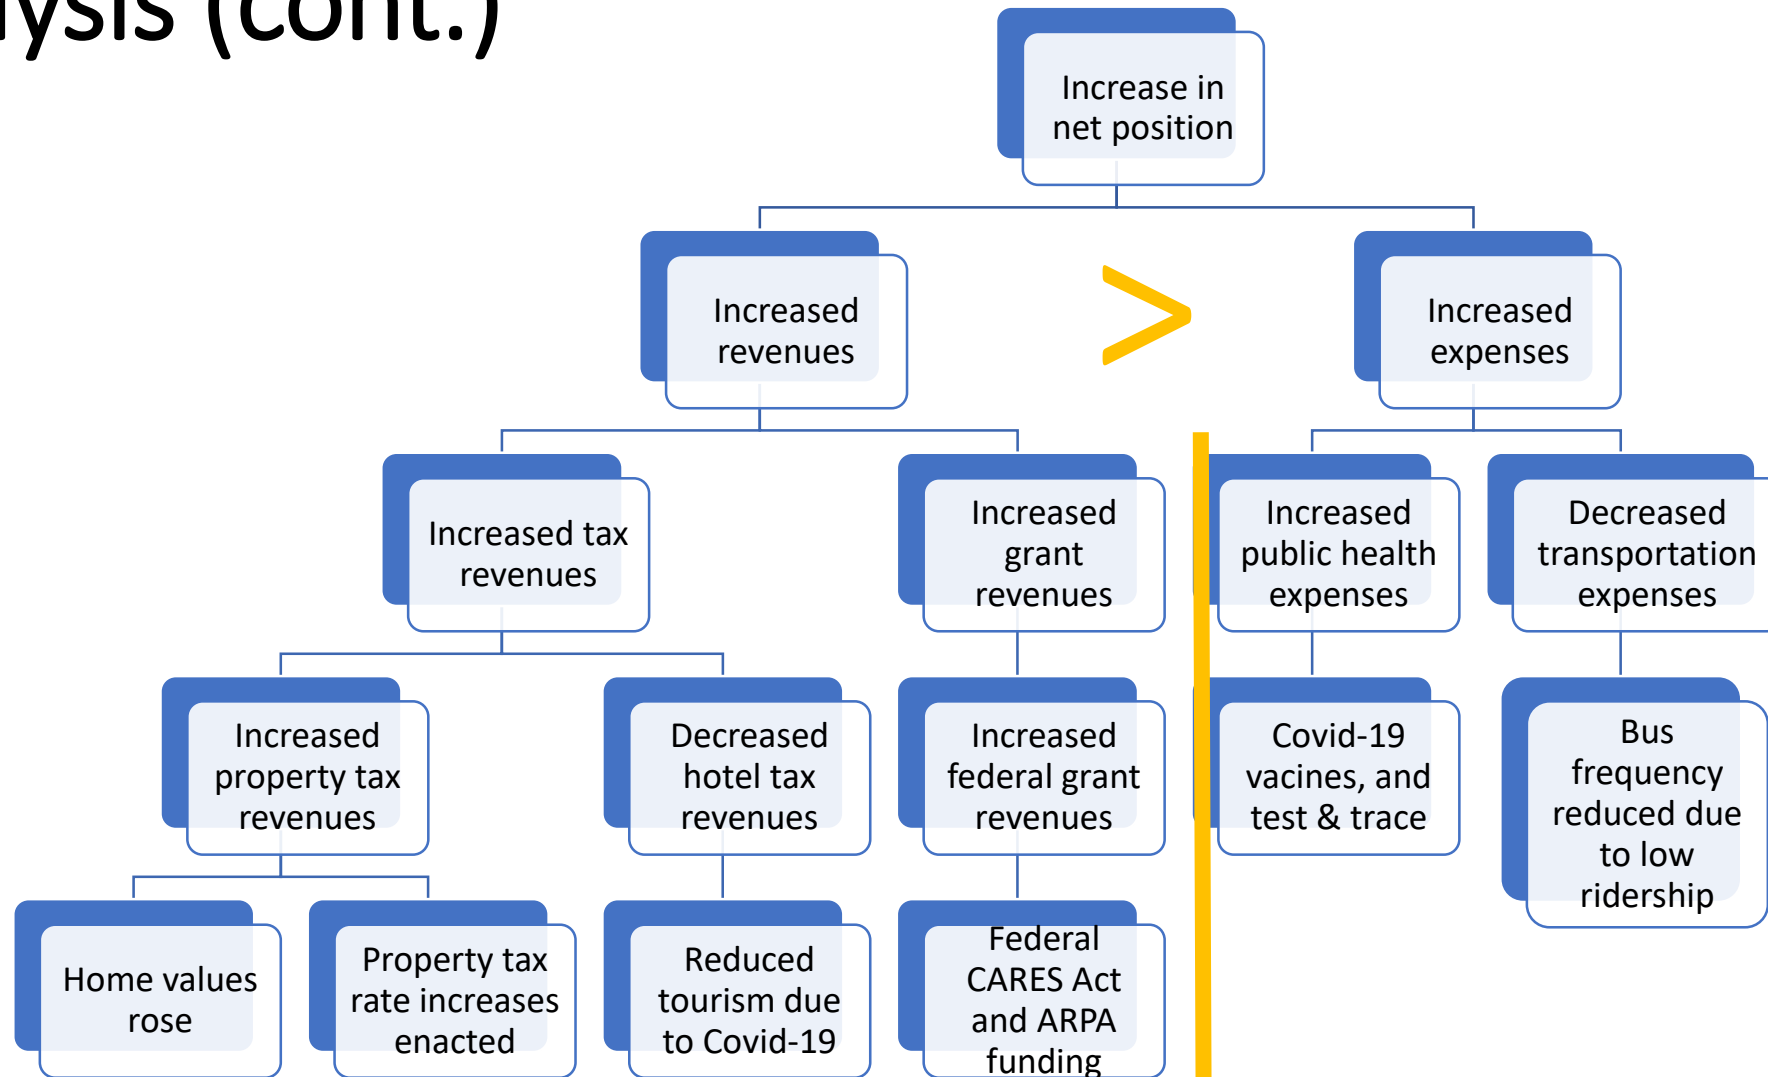 lysis (cont.)
Increase in
net position
Increased
revenues
>
Increased
expenses
Increased tax
revenues
Increased
grant
revenues
Increased
public health
expenses
Decreased
transportation
expenses
Increased
property tax
revenues
Decreased
hotel tax
revenues
Increased
federal grant
revenues
Covid-19
vacines, and
test & trace
Bus
frequency
reduced due
to low
ridership
Home values
rose
Property tax
rate increases
enacted
Reduced
tourism due
to Covid-19
Federal
CARES Act
and ARPA
funding